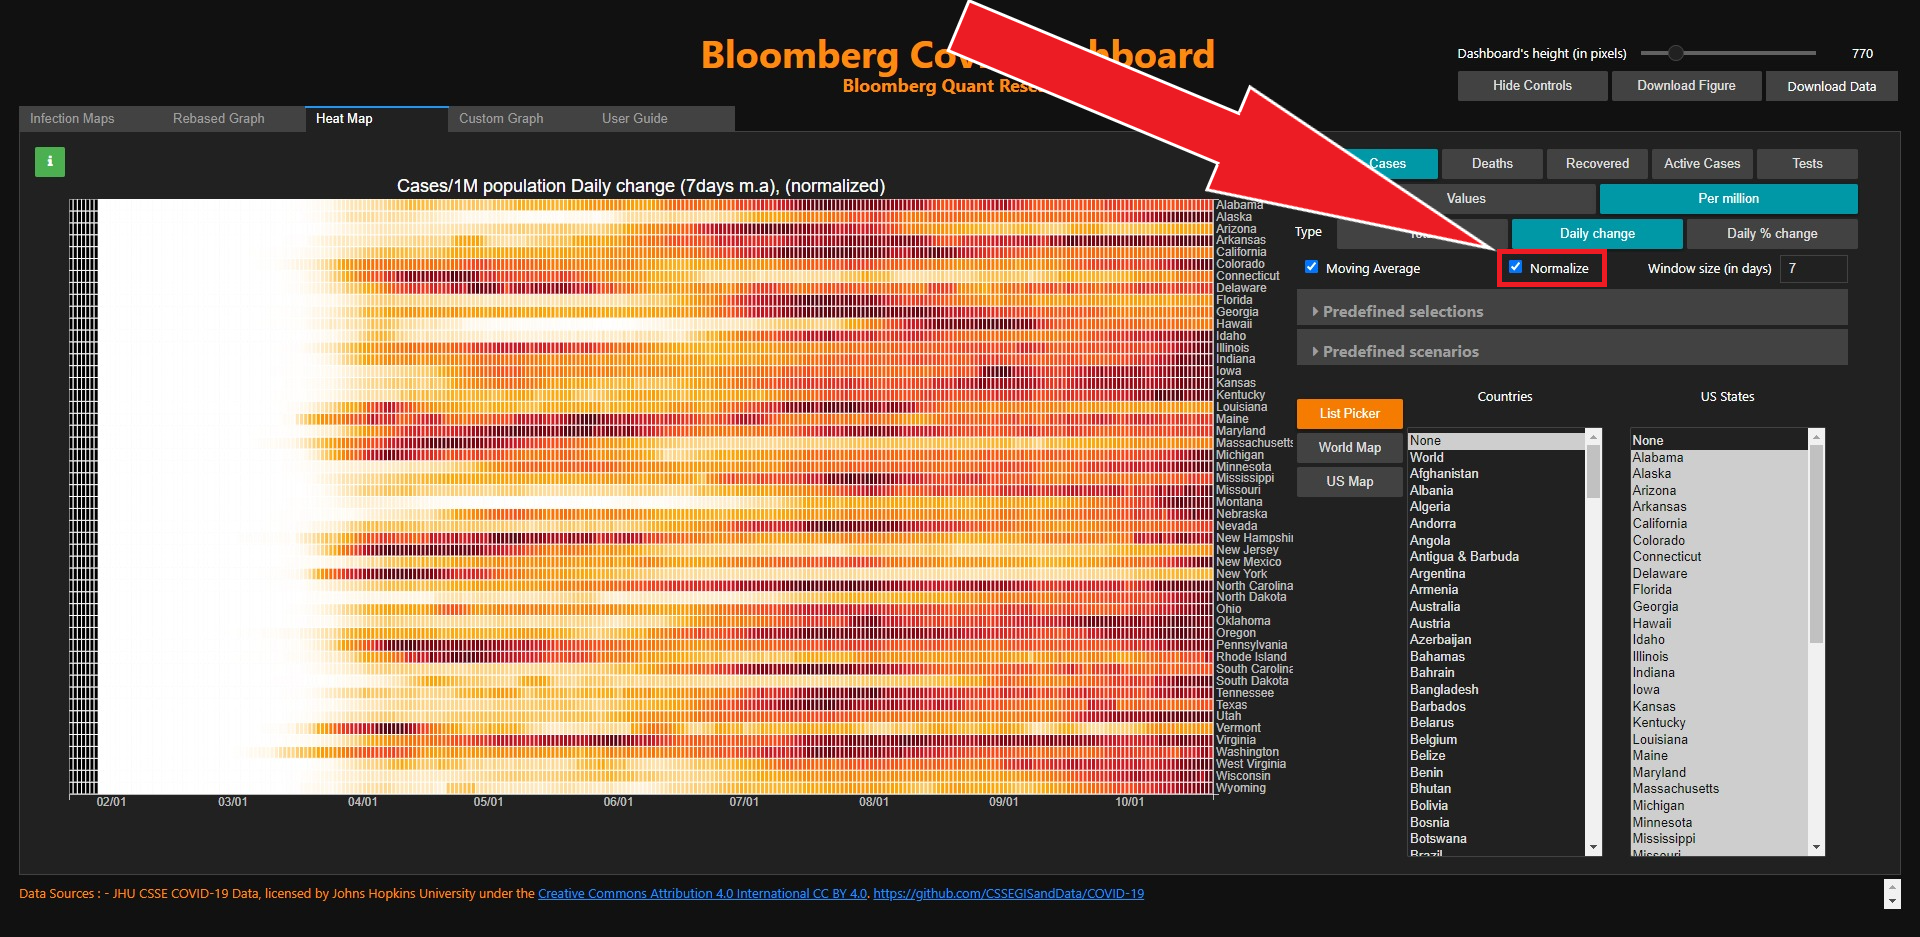 Bloomberg Co board
Bloomberg Quant Rese
Dashboard's height (in pixels) 770
Hide Controls Download Figure Download Data
Infection Maps Rebased Graph Heat Map Custom Graph User Guide
i
Cases Deaths Recovered Active Cases Tests
Values Per million
Type Daily change Daily % change
Moving Average Normalize Window size (in days) 7
Predefined selections
Predefined scenarios
Cases/1M population Daily change (7days m.a), (normalized)
Alabama
Alaska
Arizona
Arkansas
California
Colorado
Connecticut
Delaware
Florida
Georgia
Hawaii
Idaho
Illinois
Indiana
Iowa
Kansas
Kentucky
Louisiana
Maine
Maryland
Massachusetts
Michigan
Minnesota
Mississippi
Missouri
Montana
Nebraska
Nevada
New Hampshi
New Jersey
New Mexico
New York
North Carolina
North Dakota
Ohio
Oklahoma
Oregon
Pennsylvania
Rhode Island
South Carolina
South Dakota
Tennessee
Texas
Utah
Vermont
Virginia
Washington
West Virginia
Wisconsin
Wyoming
02/01 03/01 04/01 05/01 06/01 07/01 08/01 09/01 10/01
List Picker
World Map
US Map
Countries
None
World
Afghanistan
Albania
Algeria
Andorra
Angola
Antigua & Barbuda
Argentina
Armenia
Australia
Austria
Azerbaijan
Bahamas
Bahrain
Bangladesh
Barbados
Belarus
Belgium
Belize
Benin
Bhutan
Bolivia
Bosnia
Botswana
Brazil
US States
None
Alabama
Alaska
Arizona
Arkansas
California
Colorado
Connecticut
Delaware
Florida
Georgia
Hawaii
Idaho
Illinois
Indiana
Iowa
Kansas
Kentucky
Louisiana
Maine
Maryland
Massachusetts
Michigan
Minnesota
Mississippi
Missouri
Data Sources : - JHU CSSE COVID-19 Data, licensed by Johns Hopkins University under the Creative Commons Attribution 4.0 International CC BY 4.0. https://github.com/CSSEGISandData/COVID-19